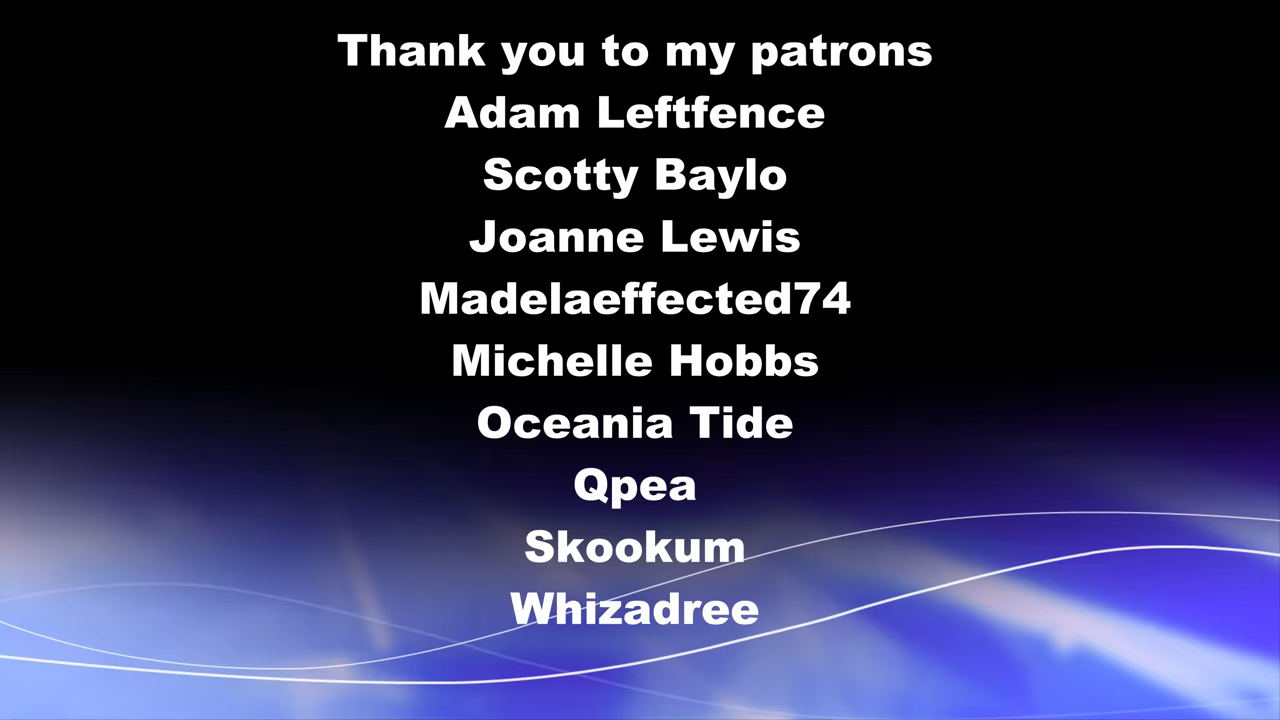 Thank you to my patrons
Adam Leftfence
Scotty Baylo
Joanne Lewis
Madelaeffected74
Michelle Hobbs
Oceania Tide
Qpea
Skookum
Whizadree